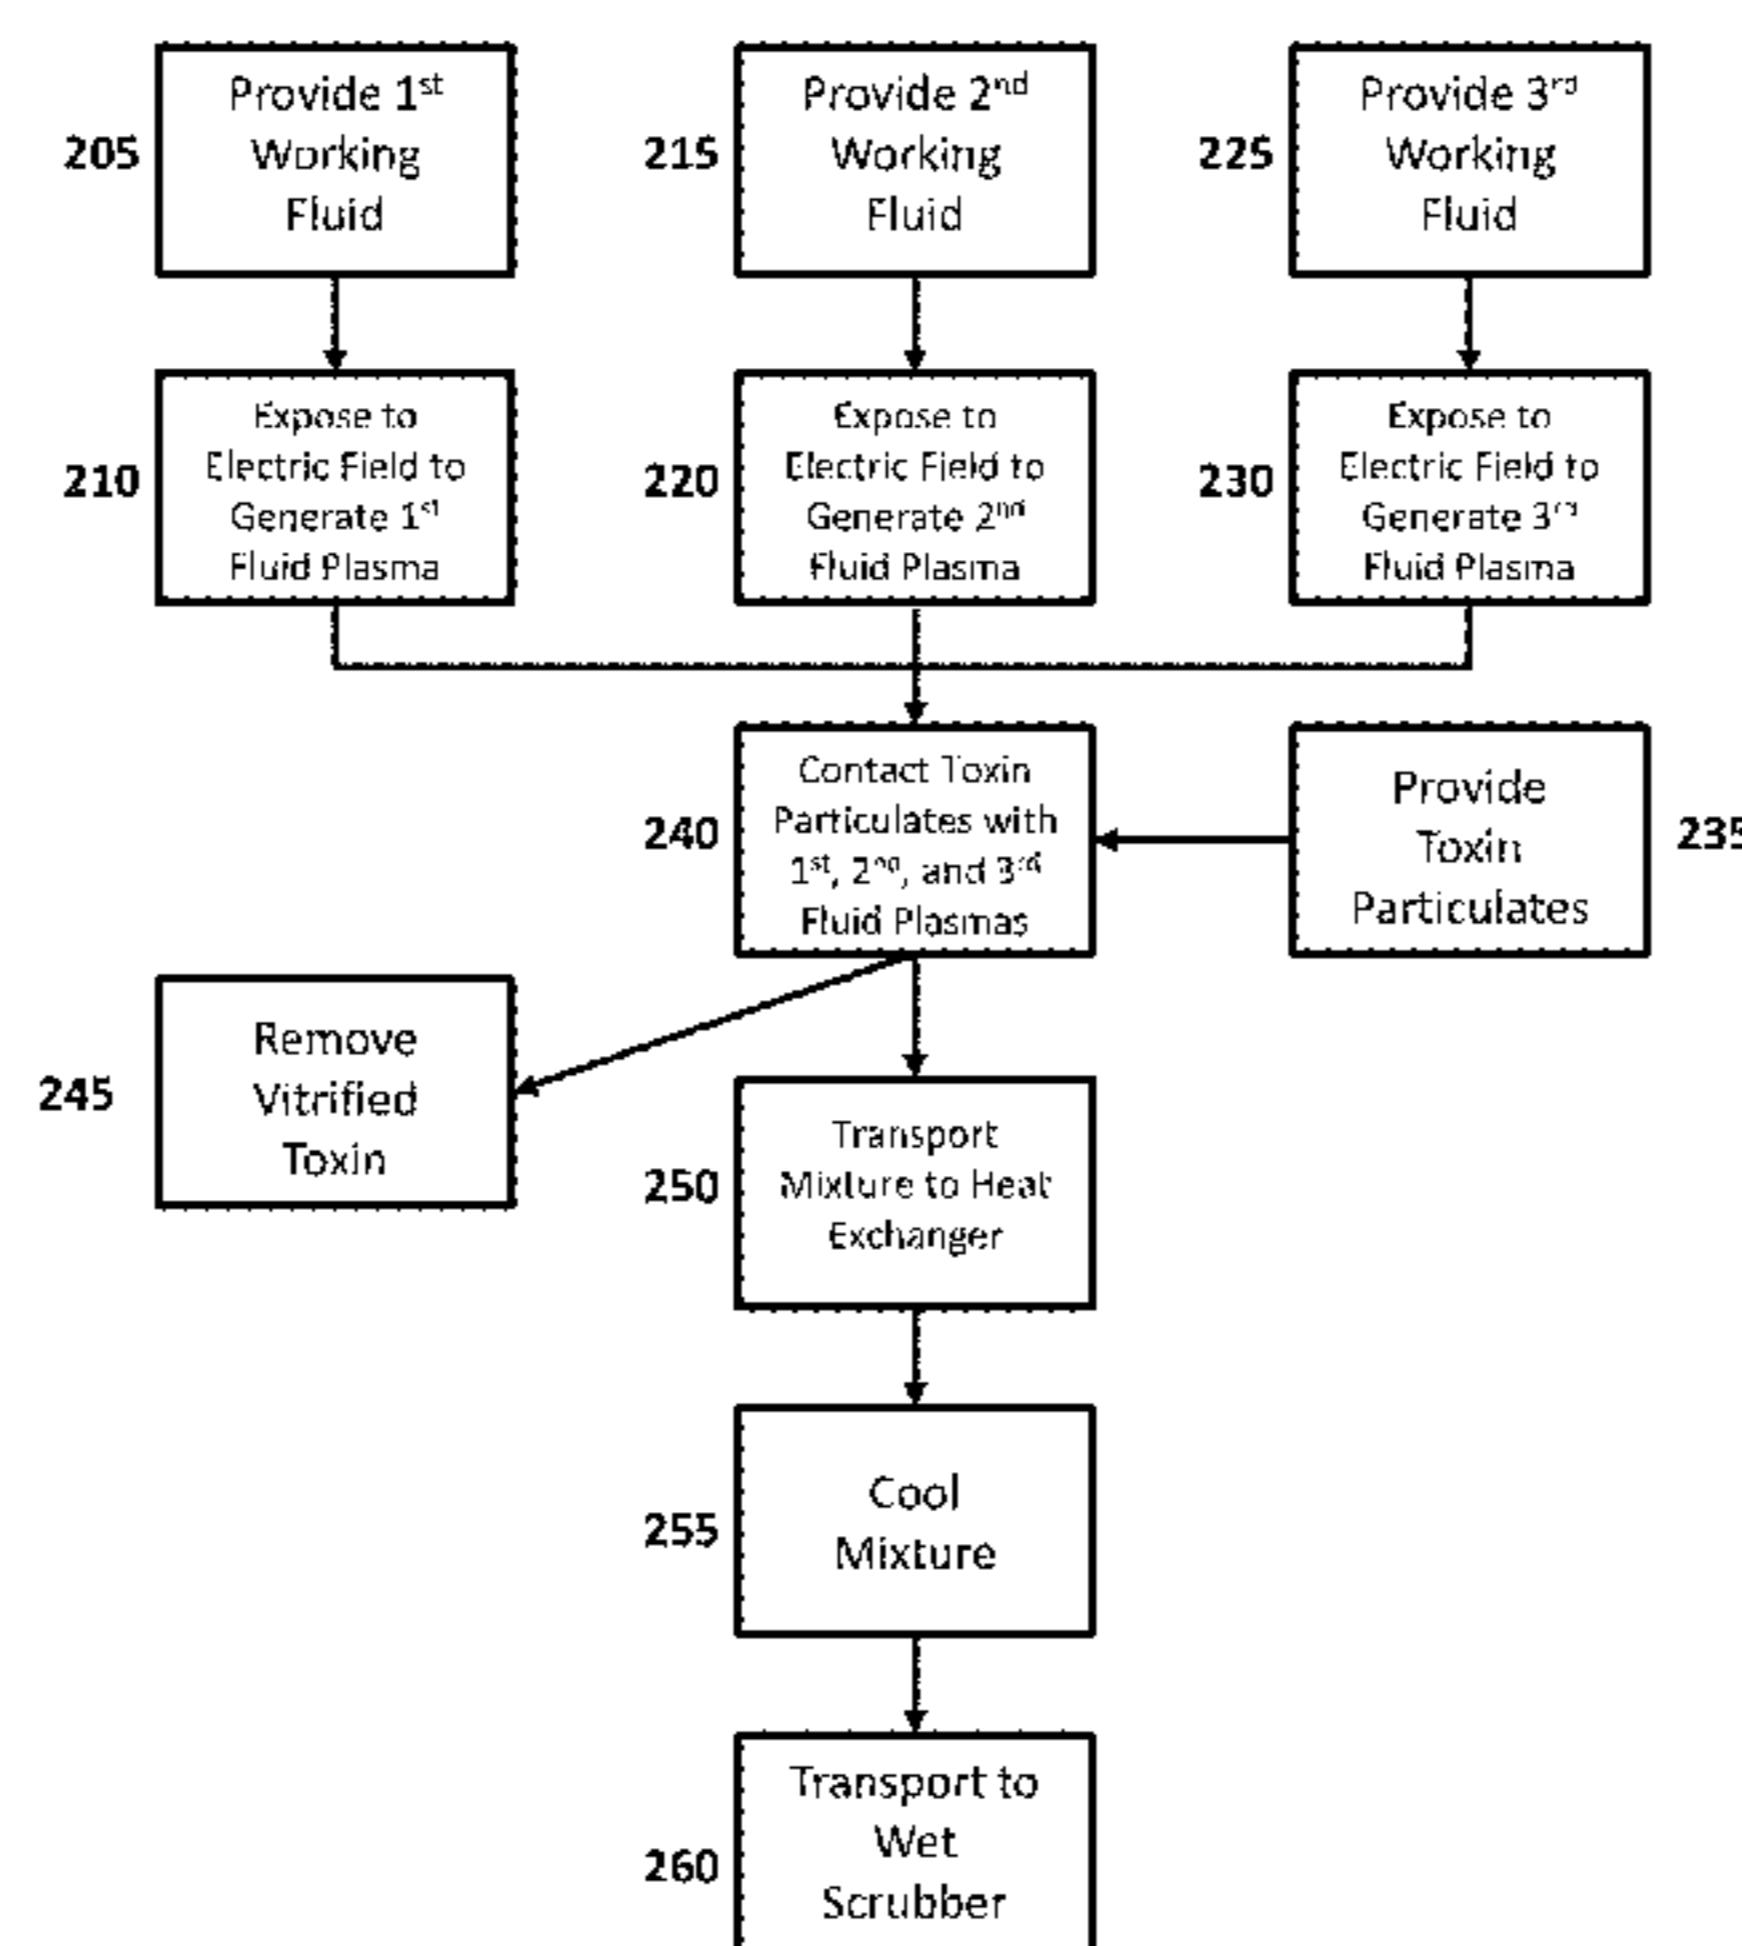 Provide 1st
Working
Fluid
205
Provide 2nd
Working
Fluid
215
Provide 3rd
Working
Fluid
225
Expose to
Electric Field to
Generate 1st
Fluid Plasma
210
Expose to
Electric Field to
Generate 2nd
Fluid Plasma
220
Expose to
Electric Field to
Generate 3rd
Fluid Plasma
230
Contact Toxin
Particulates with
1st, 2nd, and 3rd
Fluid Plasmas
240
Provide
Toxin
Particulates
235
Remove
Vitrified
Toxin
245
Transport
Mixture to Heat
Exchanger
250
Cool
Mixture
255
Transport to
Wet
Scrubber
260